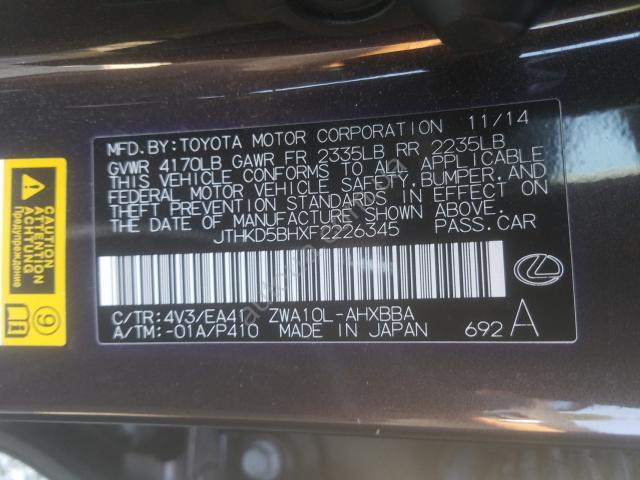 MFD.BY:TOYOTA MOTOR CORPORATION 11/14
GVWR 4170LB GAWR FR 2335LB RR 2235LB
THIS VEHICLE CONFORMS TO ALL APPLICABLE
FEDERAL MOTOR VEHICLE SAFETY, BUMPER, AND
THEFT PREVENTION STANDARDS IN EFFECT ON
THE DATE OF MANUFACTURE SHOWN ABOVE.
JTHKD5BHXF2226345 PASS.CAR
C/TR:4V3/EA41 ZWA10L-AHXBBA
A/TM:-01A/P410 MADE IN JAPAN 692 A
9